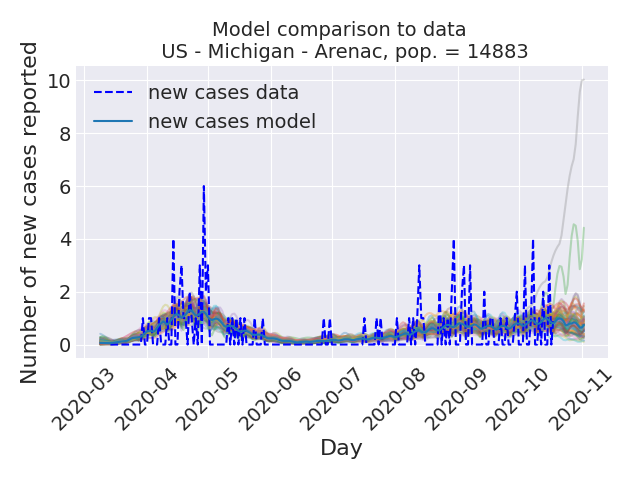 Model comparison to data
US - Michigan - Arenac, pop. = 14883
Number of new cases reported
10
8
6
4
2
0
new cases data
new cases model
2020-03
2020-04
2020-05
2020-06
2020-07
2020-08
2020-09
2020-10
2020-11
Day